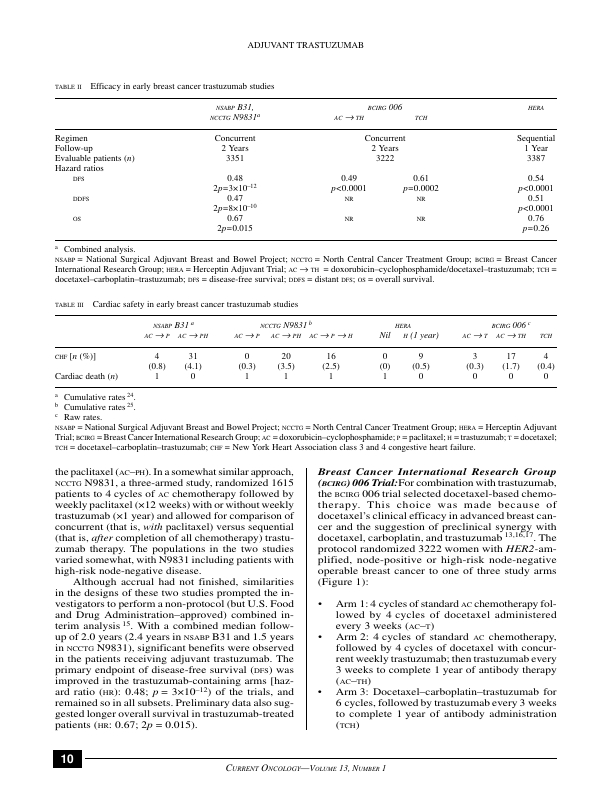 ADJUVANT TRASTUZUMAB
TABLE II Efficacy in early breast cancer trastuzumab studies
NSABP B31, BCIRG 006 HERA
NCCTG N9831a AC → TH TCH
Regimen Concurrent Concurrent Sequential
Follow-up 2 Years 2 Years 1 Year
Evaluable patients (n) 3351 3222 3387
Hazard ratios
DFS 0.48 0.49 0.61 0.54
2p=3×10–12 p<0.0001 p=0.0002 p<0.0001
DDFS 0.47 NR NR 0.51
2p=8×10–10 p<0.0001
OS 0.67 NR NR 0.76
2p=0.015 p=0.26
a Combined analysis.
NSABP = National Surgical Adjuvant Breast and Bowel Project; NCCTG = North Central Cancer Treatment Group; BCIRG = Breast Cancer
International Research Group; HERA = Herceptin Adjuvant Trial; AC → TH = doxorubicin–cyclophosphamide/docetaxel–trastuzumab; TCH =
docetaxel–carboplatin–trastuzumab; DFS = disease-free survival; DDFS = distant DFS; OS = overall survival.
TABLE III Cardiac safety in early breast cancer trastuzumab studies
NSABP B31 a NCCTG N9831 b HERA BCIRG 006 c
AC → P AC → PH AC → P AC → PH AC → P → H Nil H (1 year) AC → T AC → TH TCH
CHF [n (%)] 4 31 0 20 16 0 9 3 17 4
(0.8) (4.1) (0.3) (3.5) (2.5) (0) (0.5) (0.3) (1.7) (0.4)
Cardiac death (n) 1 0 1 1 1 1 0 0 0 0
a Cumulative rates 24.
b Cumulative rates 25.
c Raw rates.
NSABP = National Surgical Adjuvant Breast and Bowel Project; NCCTG = North Central Cancer Treatment Group; HERA = Herceptin Adjuvant
Trial; BCIRG = Breast Cancer International Research Group; AC = doxorubicin–cyclophosphamide; P = paclitaxel; H = trastuzumab; T = docetaxel;
TCH = docetaxel–carboplatin–trastuzumab; CHF = New York Heart Association class 3 and 4 congestive heart failure.
the paclitaxel (AC–PH). In a somewhat similar approach,
NCCTG N9831, a three-armed study, randomized 1615
patients to 4 cycles of AC chemotherapy followed by
weekly paclitaxel (×12 weeks) with or without weekly
trastuzumab (×1 year) and allowed for comparison of
concurrent (that is, with paclitaxel) versus sequential
(that is, after completion of all chemotherapy) trastu-
zumab therapy. The populations in the two studies
varied somewhat, with N9831 including patients with
high-risk node-negative disease.
Although accrual had not finished, similarities
in the designs of these two studies prompted the in-
vestigators to perform a non-protocol (but U.S. Food
and Drug Administration–approved) combined in-
terim analysis 15. With a combined median follow-
up of 2.0 years (2.4 years in NSABP B31 and 1.5 years
in NCCTG N9831), significant benefits were observed
in the patients receiving adjuvant trastuzumab. The
primary endpoint of disease-free survival (DFS) was
improved in the trastuzumab-containing arms [haz-
ard ratio (HR): 0.48; p = 3×10–12) of the trials, and
remained so in all subsets. Preliminary data also sug-
gested longer overall survival in trastuzumab-treated
patients (HR: 0.67; 2p = 0.015).
Breast Cancer International Research Group
(BCIRG) 006 Trial: For combination with trastuzumab,
the BCIRG 006 trial selected docetaxel-based chemo-
therapy. This choice was made because of
docetaxel’s clinical efficacy in advanced breast can-
cer and the suggestion of preclinical synergy with
docetaxel, carboplatin, and trastuzumab 13,16,17. The
protocol randomized 3222 women with HER2-am-
plified, node-positive or high-risk node-negative
operable breast cancer to one of three study arms
(Figure 1):
• Arm 1: 4 cycles of standard AC chemotherapy fol-
lowed by 4 cycles of docetaxel administered
every 3 weeks (AC–T)
• Arm 2: 4 cycles of standard AC chemotherapy,
followed by 4 cycles of docetaxel with concur-
rent weekly trastuzumab; then trastuzumab every
3 weeks to complete 1 year of antibody therapy
(AC–TH)
• Arm 3: Docetaxel–carboplatin–trastuzumab for
6 cycles, followed by trastuzumab every 3 weeks
to complete 1 year of antibody administration
(TCH)
10
CURRENT ONCOLOGY—VOLUME 13, NUMBER 1